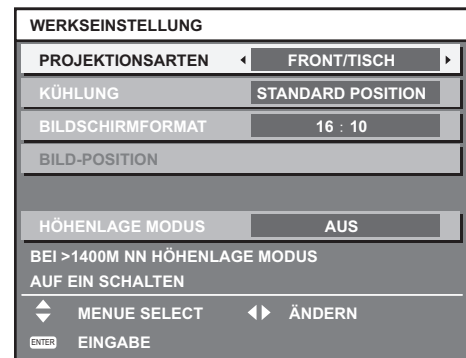 WERKSEINSTELLUNG
PROJEKTIONSARTEN FRONT/TISCH
KÜHLUNG STANDARD POSITION
BILDSCHIRMFORMAT 16 : 10
BILD-POSITION
HÖHENLAGE MODUS AUS
BEI >1400M NN HÖHENLAGE MODUS
AUF EIN SCHALTEN
MENUE SELECT ÄNDERN
ENTER EINGABE